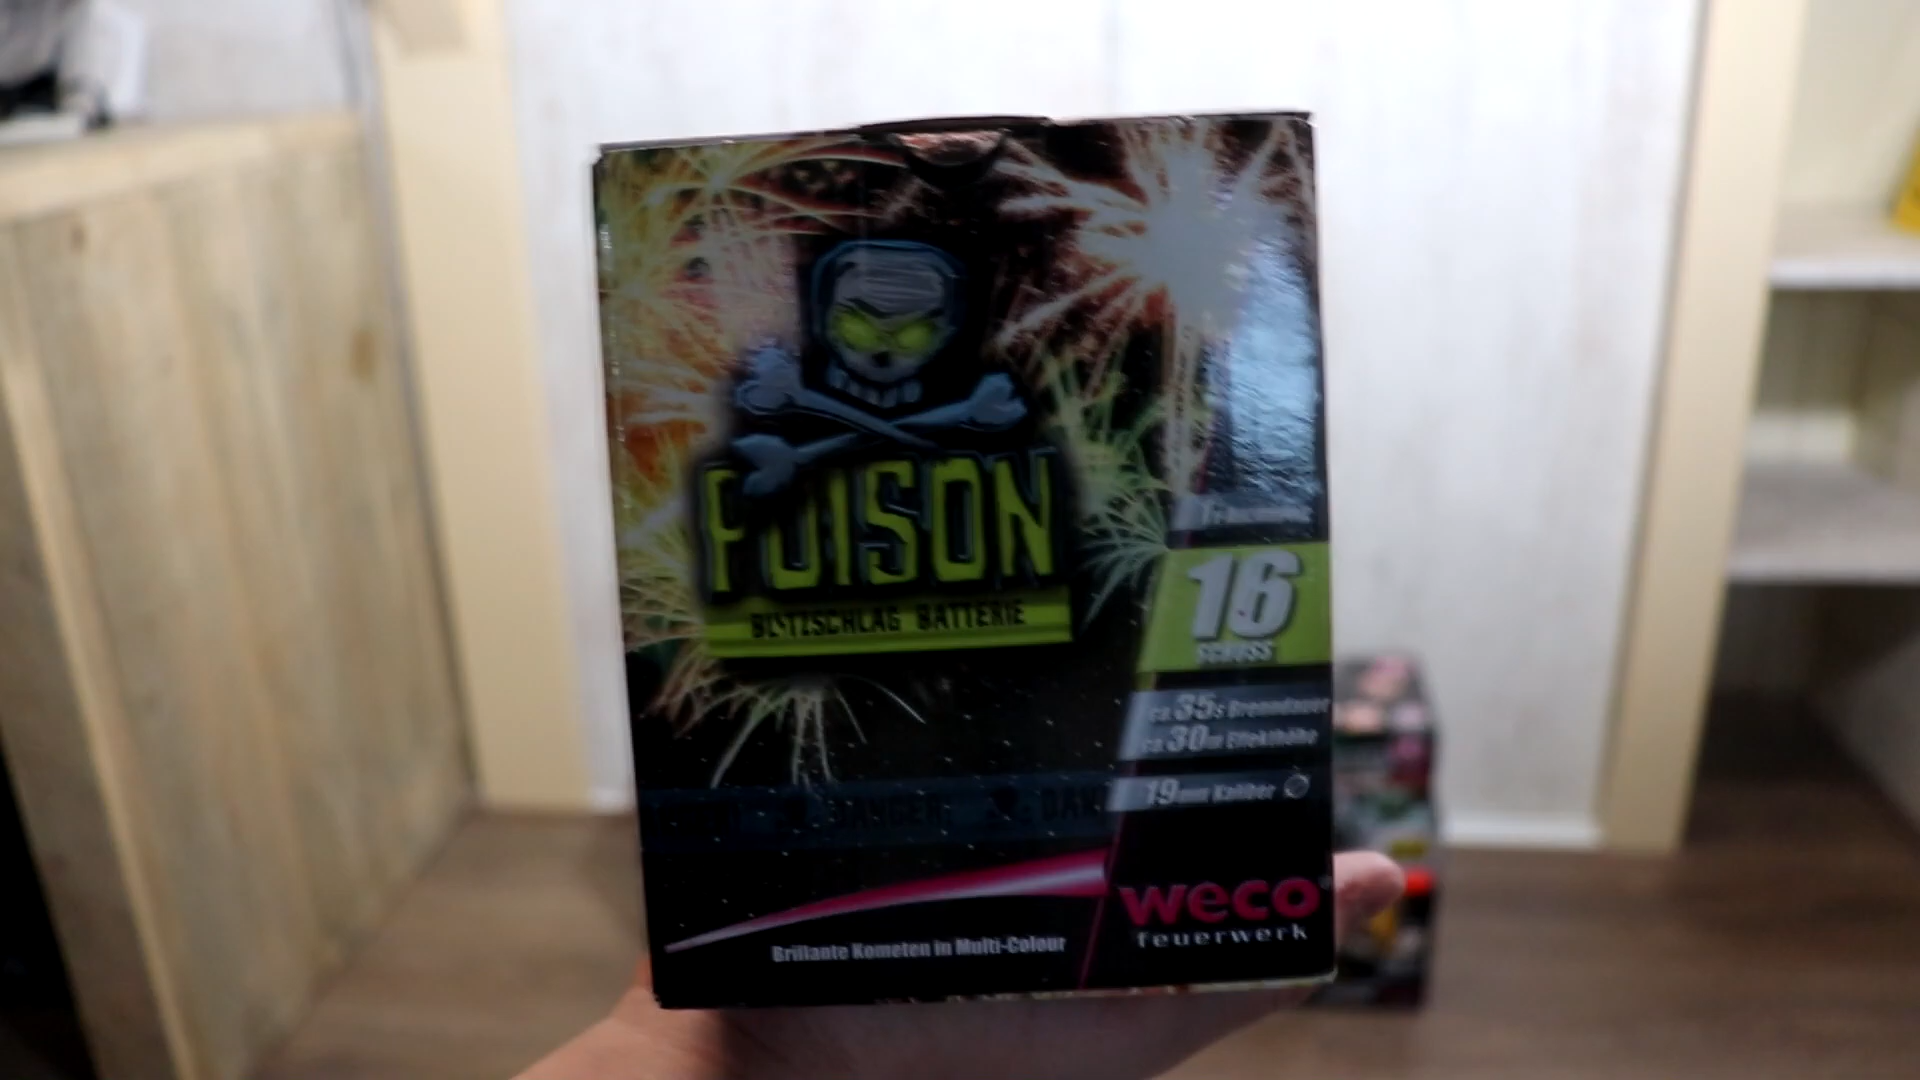 POISON
BLITZSCHLAG BATTERIE
16
SCHUSS
ca. 35s Brenndauer
ca. 30m Effekthöhe
19mm Kaliber
DANGER
weco
feuerwerk
Brillante Kometen in Multi-Colour